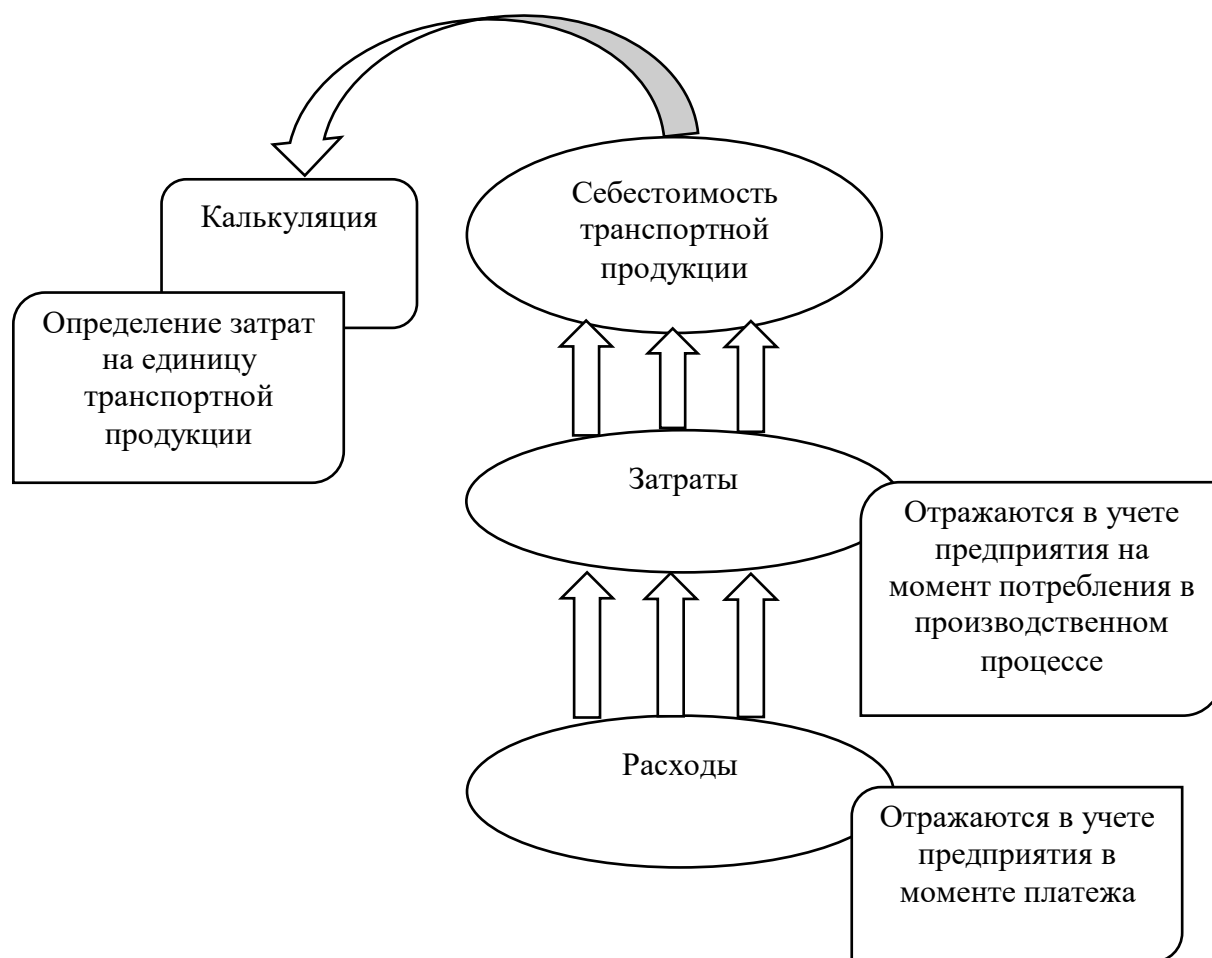 Себестоимость
транспортной
продукции
Калькуляция
Определение затрат
на единицу
транспортной
продукции
Затраты
Отражаются в учете
предприятия на
момент потребления в
производственном
процессе
Расходы
Отражаются в учете
предприятия в
моменте платежа